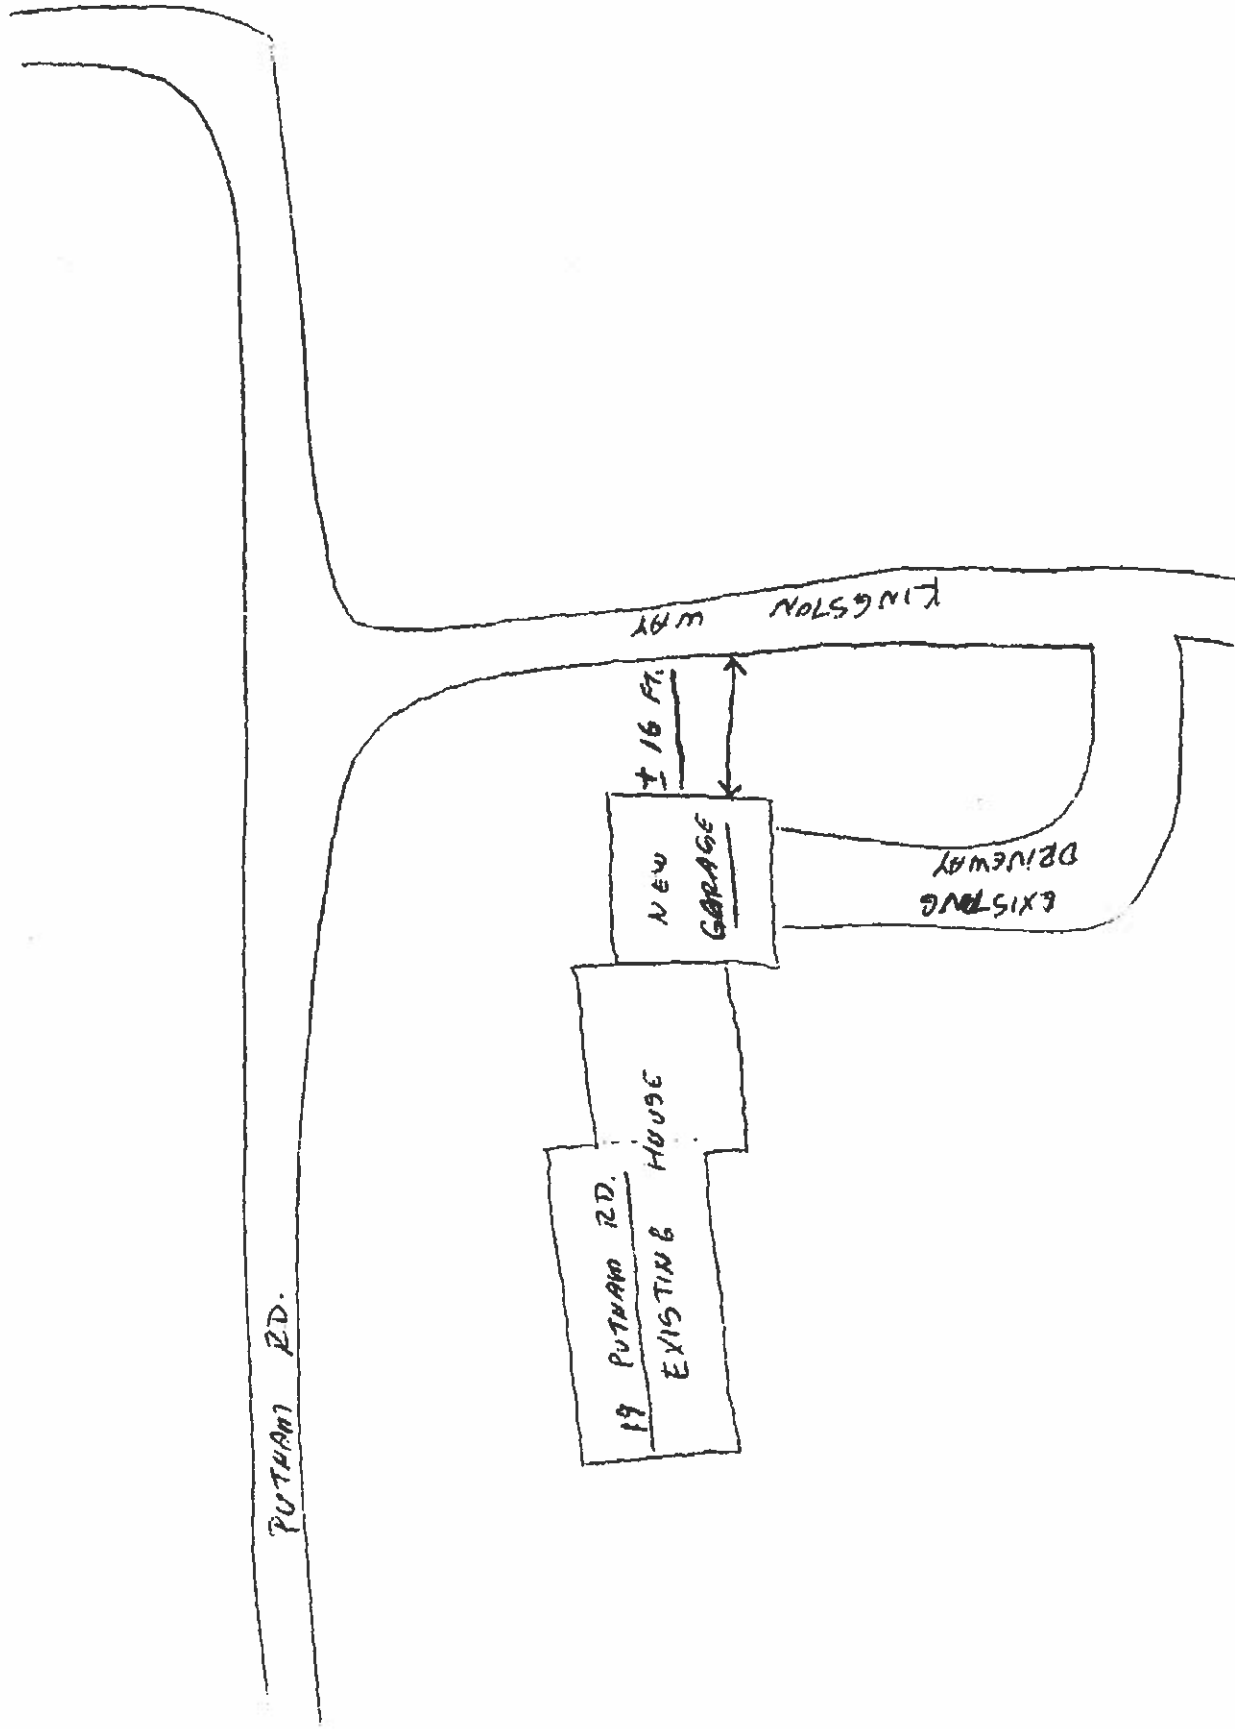 PUTNAM RD.
19 PUTNAM RD.
EXISTING HOUSE
NEW
GARAGE
± 16 FT.
KINGSTON WAY
EXISTING
DRIVEWAY